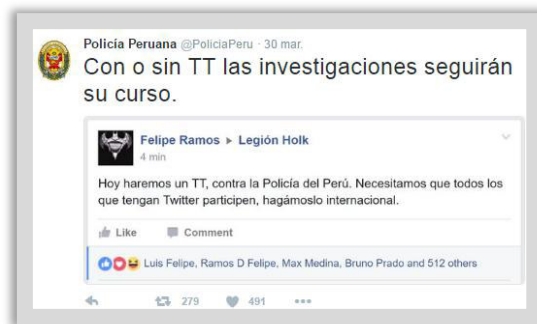 Policía Peruana @PoliciaPeru · 30 mar.
Con o sin TT las investigaciones seguirán
su curso.
Felipe Ramos ▸ Legión Holk
4 min
Hoy haremos un TT, contra la Policía del Perú. Necesitamos que todos los
que tengan Twitter participen, hagámoslo internacional.
Like Comment
Luis Felipe, Ramos D Felipe, Max Medina, Bruno Prado and 512 others
279 491